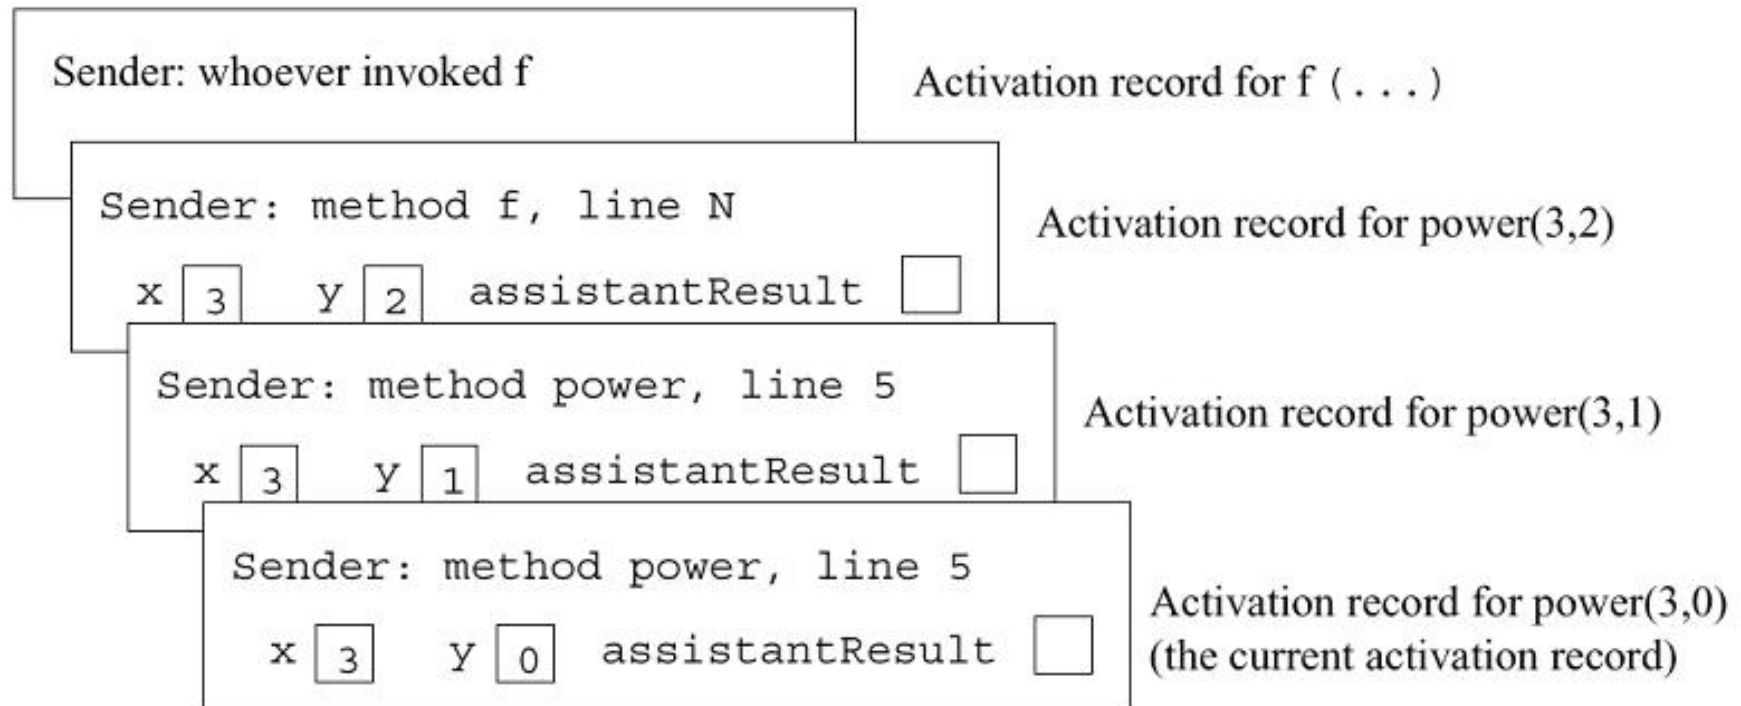 Sender: whoever invoked f
Activation record for f (...)
Sender: method f, line N
Activation record for power(3,2)
x 3 y 2 assistantResult
Sender: method power, line 5
Activation record for power(3,1)
x 3 y 1 assistantResult
Sender: method power, line 5
Activation record for power(3,0)
(the current activation record)
x 3 y 0 assistantResult